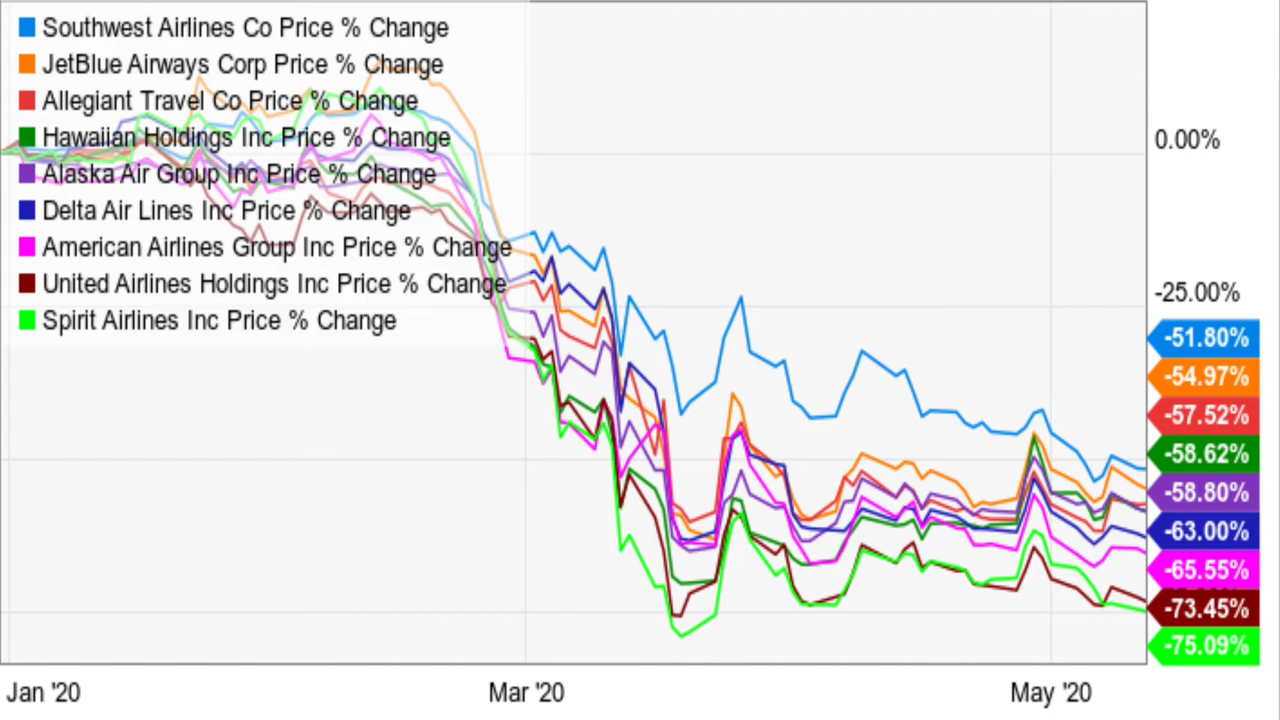 Southwest Airlines Co Price % Change
JetBlue Airways Corp Price % Change
Allegiant Travel Co Price % Change
Hawaiian Holdings Inc Price % Change
Alaska Air Group Inc Price % Change
Delta Air Lines Inc Price % Change
American Airlines Group Inc Price % Change
United Airlines Holdings Inc Price % Change
Spirit Airlines Inc Price % Change
0.00%
-25.00%
-51.80%
-54.97%
-57.52%
-58.62%
-58.80%
-63.00%
-65.55%
-73.45%
-75.09%
Jan '20
Mar '20
May '20